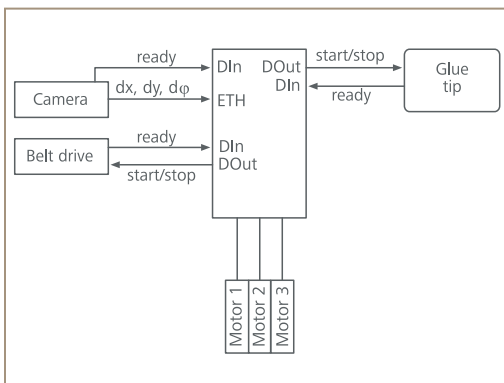 ready
DIn
DOut
start/stop
Glue
tip
DIn
ready
Camera
dx, dy, dφ
ETH
ready
DIn
Belt drive
DOut
start/stop
Motor 1
Motor 2
Motor 3